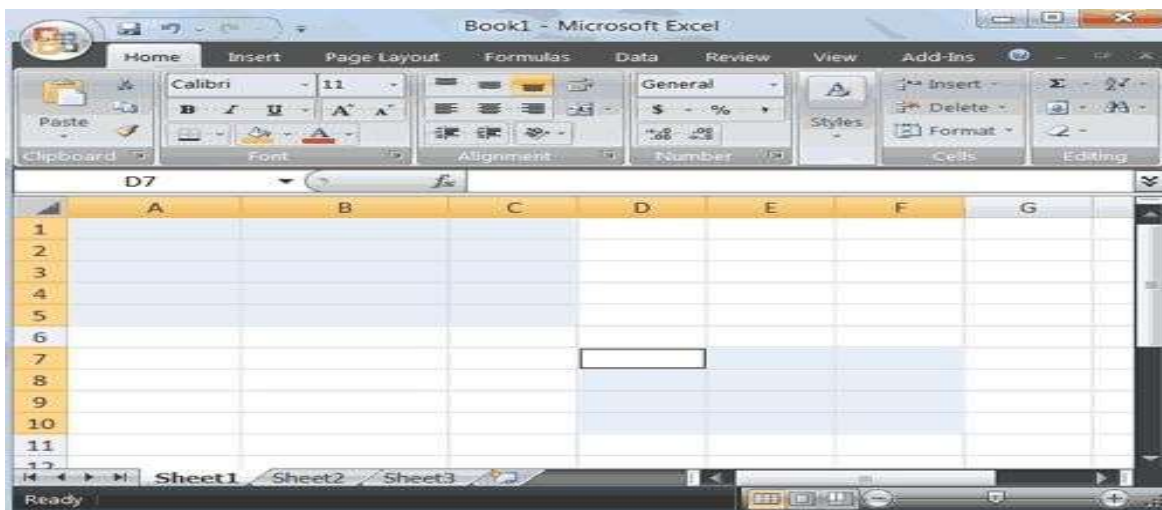 Book1 - Microsoft Excel
Home Insert Page Layout Formulas Data Review View Add-Ins
Calibri 11 General Insert Σ
B I U A A $ % , Delete
Paste A Styles Format
Clipboard Font Alignment Number Cells Editing
D7 fx
A B C D E F G
1
2
3
4
5
6
7
8
9
10
11
12
Sheet1 Sheet2 Sheet3
Ready